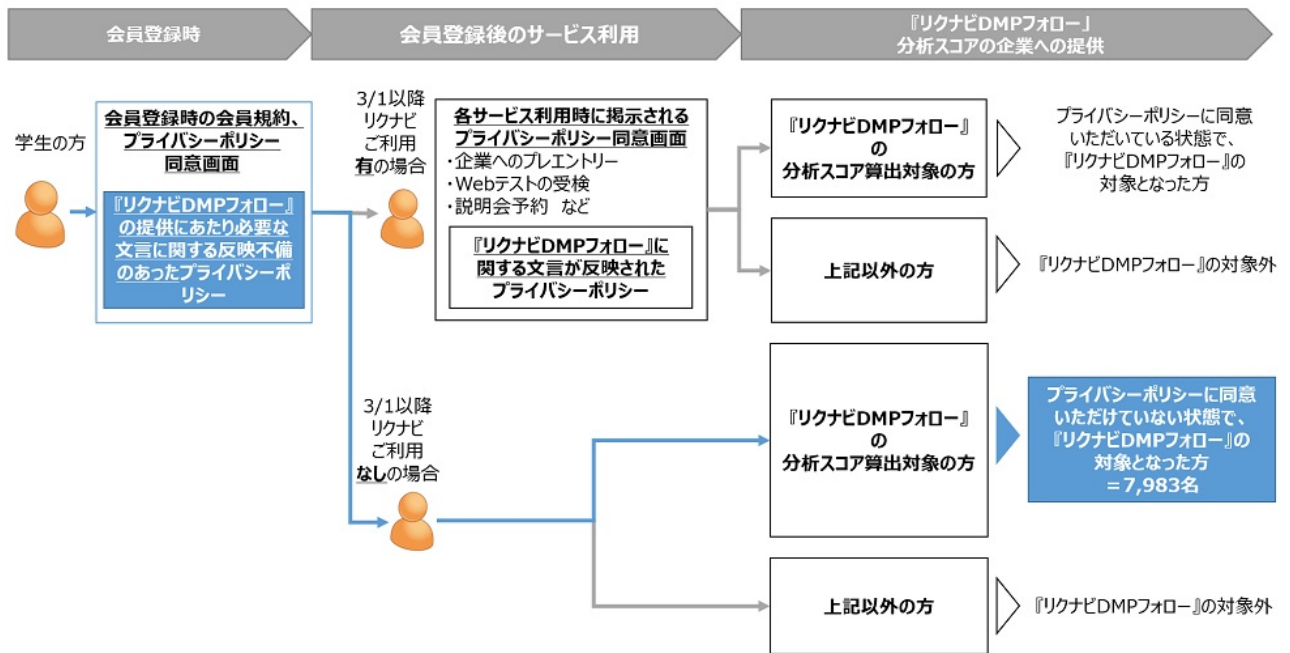 会員登録時
会員登録後のサービス利用
『リクナビDMPフォロー」
分析スコアの企業への提供
学生の方
会員登録時の会員規約、
プライバシーポリシー
同意画面
『リクナビDMPフォロー』
の提供にあたり必要な
文言に関する反映不備
のあったプライバシーポ
リシー
3/1以降
リクナビ
ご利用
有の場合
各サービス利用時に掲示される
プライバシーポリシー同意画面
・企業へのプレエントリー
・Webテストの受検
・説明会予約 など
『リクナビDMPフォロー』に
関する文言が反映された
プライバシーポリシー
『リクナビDMPフォロー』
の
分析スコア算出対象の方
プライバシーポリシーに同意
いただいている状態で、
『リクナビDMPフォロー』の
対象となった方
上記以外の方
『リクナビDMPフォロー』の対象外
3/1以降
リクナビ
ご利用
なしの場合
『リクナビDMPフォロー』
の
分析スコア算出対象の方
プライバシーポリシーに同意
いただけていない状態で、
『リクナビDMPフォロー』の
対象となった方
＝7,983名
上記以外の方
『リクナビDMPフォロー』の対象外